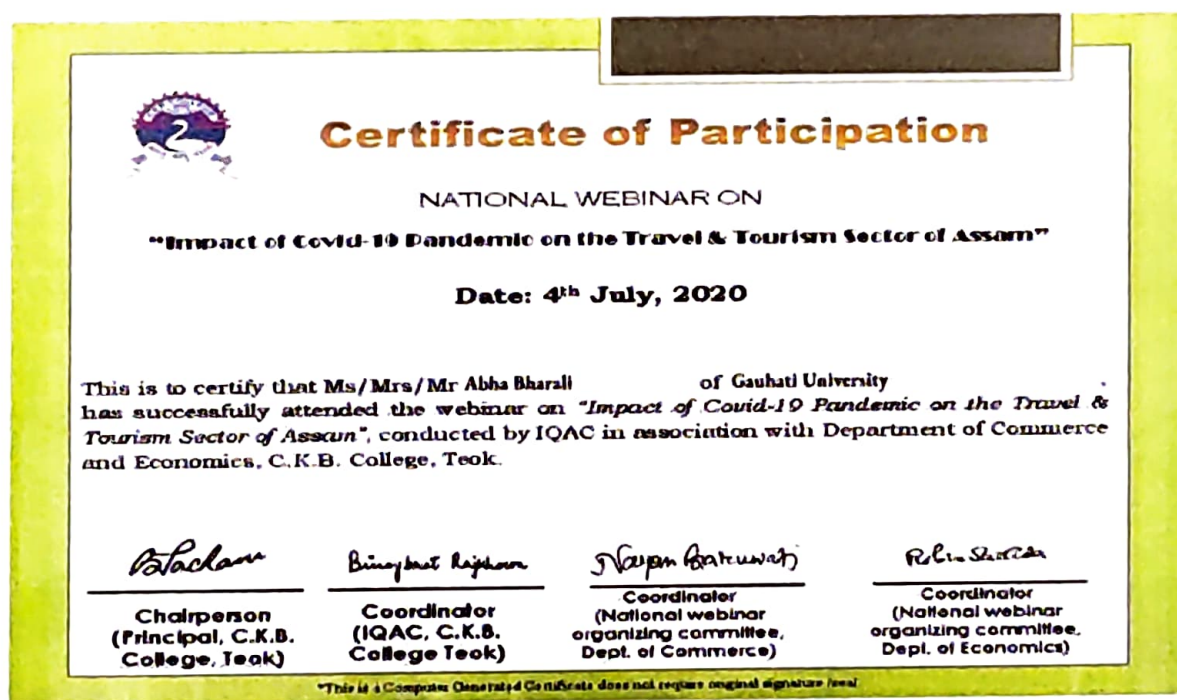 Certificate of Participation
NATIONAL WEBINAR ON
"Impact of Covid-19 Pandemic on the Travel & Tourism Sector of Assam"
Date: 4th July, 2020
This is to certify that Ms/Mrs/Mr Abha Bharali of Gauhati University
has successfully attended the webinar on "Impact of Covid-19 Pandemic on the Travel &
Tourism Sector of Assam", conducted by IQAC in association with Department of Commerce
and Economics, C.K.B. College, Teok.
Chairperson
(Principal, C.K.B.
College, Teok)
Coordinator
(IQAC, C.K.B.
College Teok)
Coordinator
(National webinar
organizing committee,
Dept. of Commerce)
Coordinator
(National webinar
organizing committee,
Dept. of Economics)
*This is a Computer Generated Certificate does not require original signature /seal